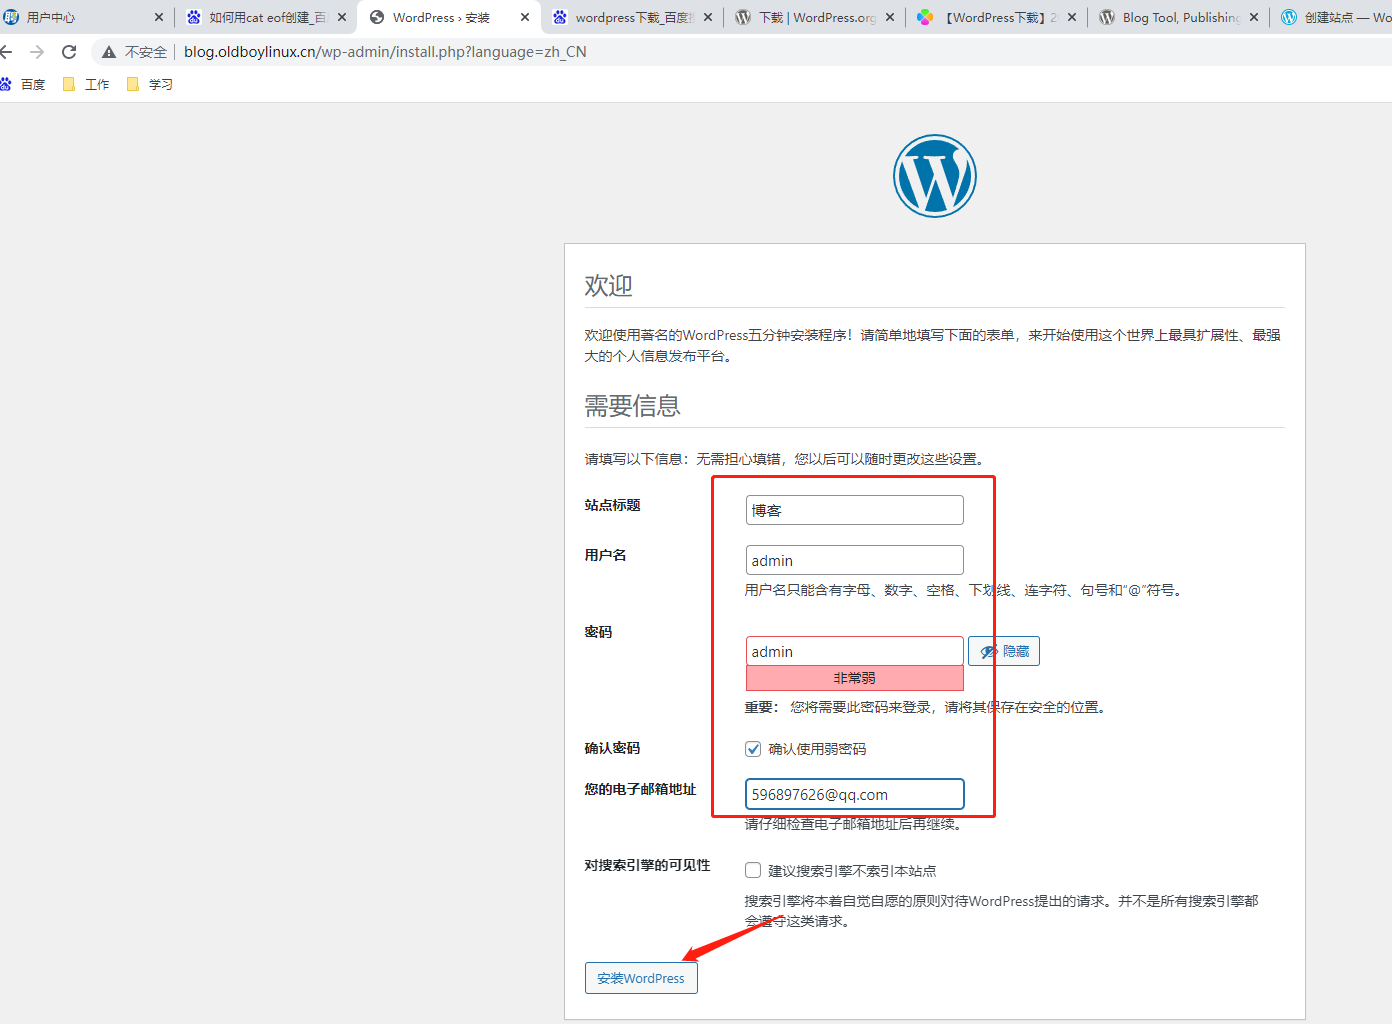 用户中心
如何用cat eof创建_百
WordPress › 安装
wordpress下载_百度搜
下载 | WordPress.org
【WordPress下载】2
Blog Tool, Publishing
创建站点 — Wo
不安全
blog.oldboylinux.cn/wp-admin/install.php?language=zh_CN
百度
工作
学习
欢迎
欢迎使用著名的WordPress五分钟安装程序！请简单地填写下面的表单，来开始使用这个世界上最具扩展性、最强
大的个人信息发布平台。
需要信息
请填写以下信息：无需担心填错，您以后可以随时更改这些设置。
站点标题
博客
用户名
admin
用户名只能含有字母、数字、空格、下划线、连字符、句号和“@”符号。
密码
admin
隐藏
非常弱
重要： 您将需要此密码来登录，请将其保存在安全的位置。
确认密码
确认使用弱密码
您的电子邮箱地址
596897626@qq.com
请仔细检查电子邮箱地址后再继续。
对搜索引擎的可见性
建议搜索引擎不索引本站点
搜索引擎将本着自觉自愿的原则对待WordPress提出的请求。并不是所有搜索引擎都
会遵守这类请求。
安装WordPress